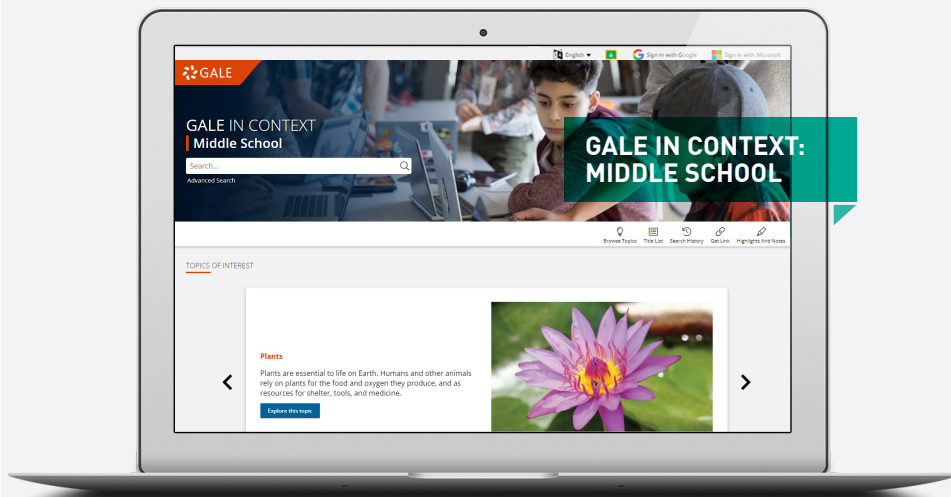 English
Sign in with Google
Sign in with Microsoft
GALE
GALE IN CONTEXT
Middle School
Search...
Advanced Search
GALE IN CONTEXT:
MIDDLE SCHOOL
Browse Topics
Title List
Search History
Get Link
Highlights And Notes
TOPICS OF INTEREST
Plants
Plants are essential to life on Earth. Humans and other animals
rely on plants for the food and oxygen they produce, and as
resources for shelter, tools, and medicine.
Explore this topic